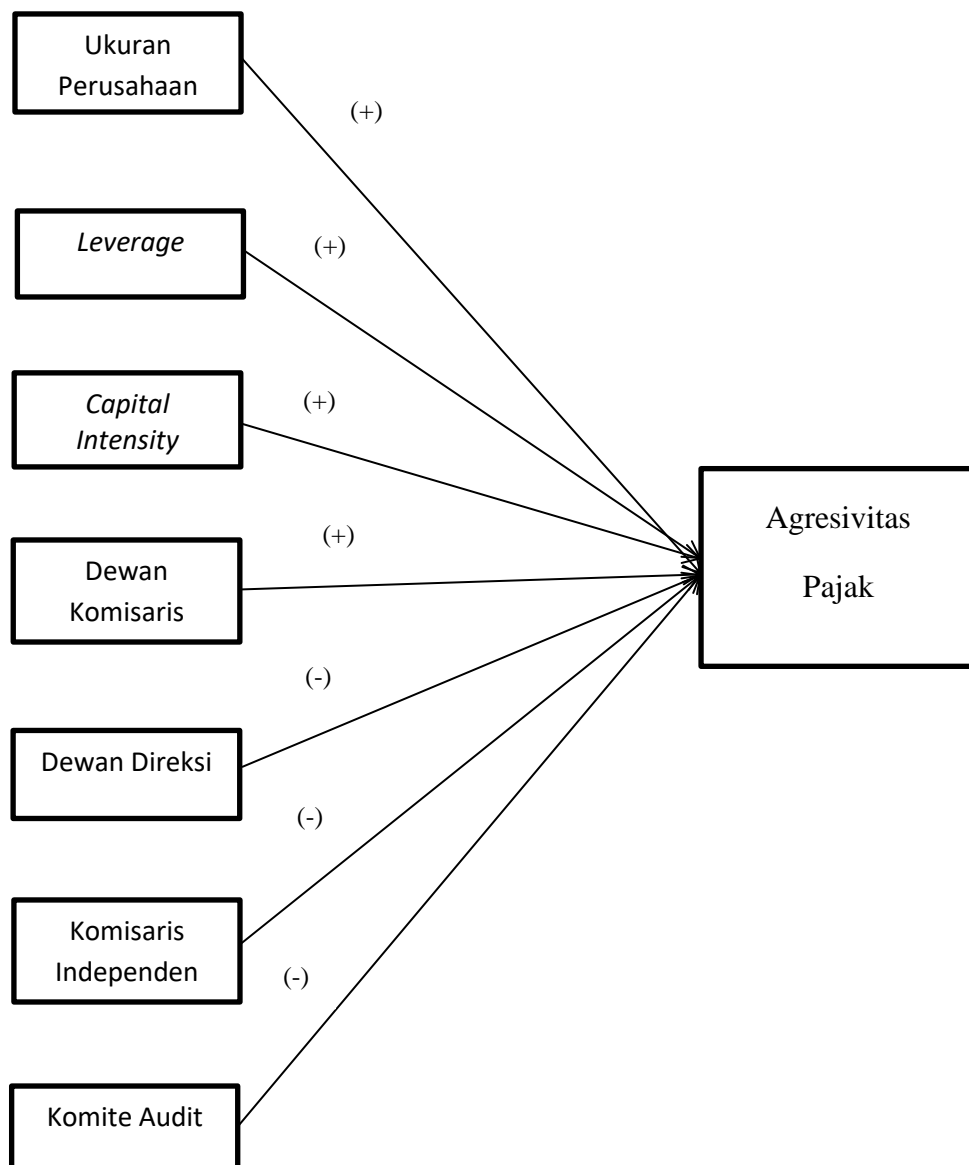 Ukuran
Perusahaan
(+)
Leverage
(+)
Capital
Intensity
(+)
Agresivitas
Pajak
Dewan
Komisaris
(+)
Dewan Direksi
(-)
Komisaris
Independen
(-)
Komite Audit
(-)